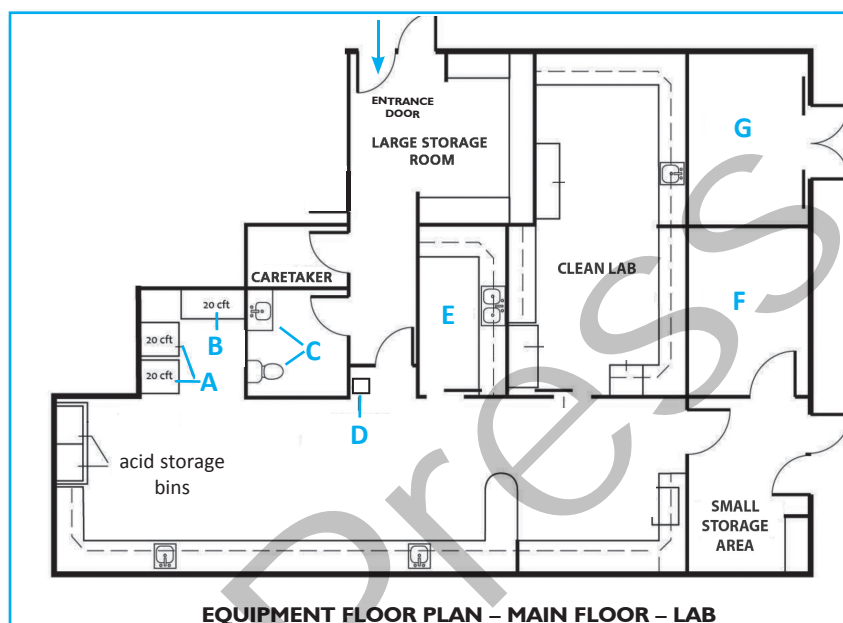 ENTRANCE
DOOR
LARGE STORAGE
ROOM
G
CARETAKER
CLEAN LAB
E
F
20 cft
B
C
20 cft
20 cft
A
D
acid storage
bins
SMALL
STORAGE
AREA
Press
EQUIPMENT FLOOR PLAN – MAIN FLOOR – LAB